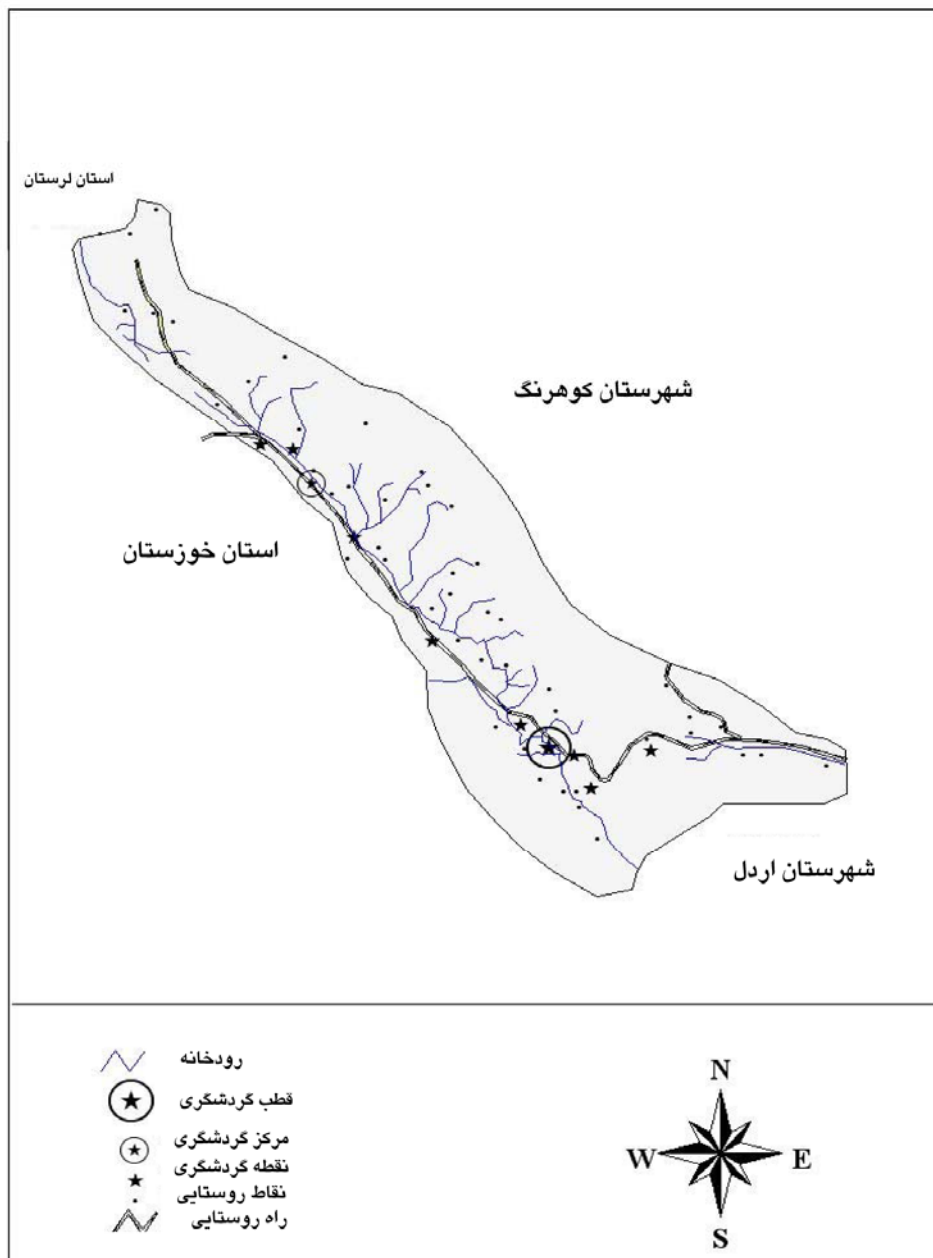 استان لرستان
شهرستان کوهرنگ
استان خوزستان
شهرستان اردل
رودخانه
قطب گردشگری
مرکز گردشگری
نقطه گردشگری
نقاط روستایی
راه روستایی
N
W
E
S